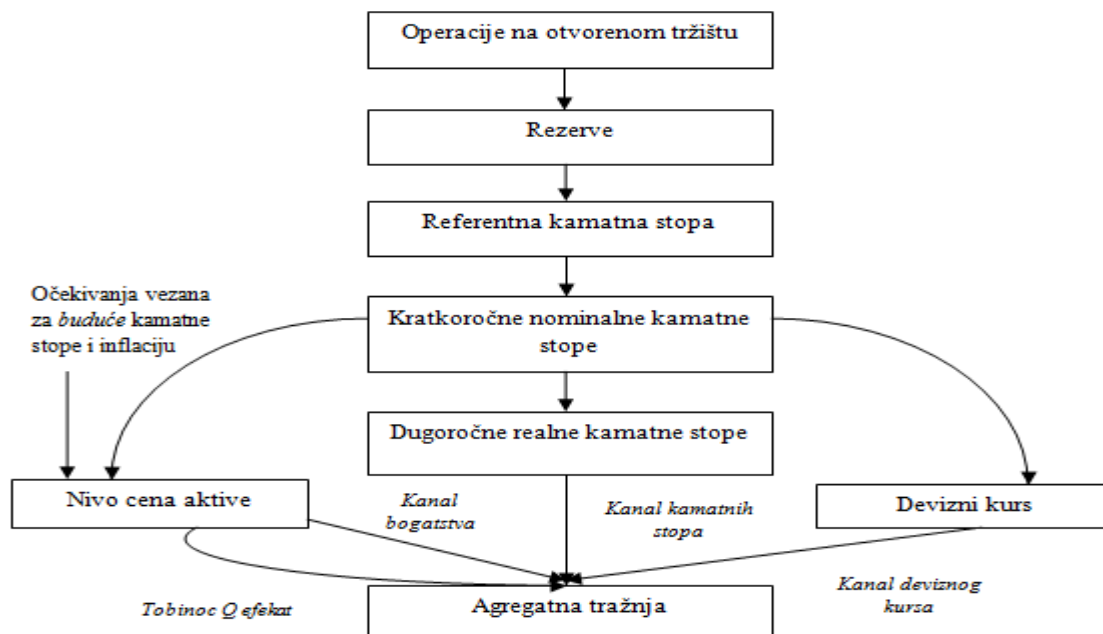 Operacije na otvorenom tržištu
Rezerve
Referentna kamatna stopa
Očekivanja vezana
za buduće kamatne
stope i inflaciju
Kratkoročne nominalne kamatne
stope
Dugoročne realne kamatne stope
Nivo cena aktive
Kanal
bogatstva
Kanal kamatnih
stopa
Devizni kurs
Tobinoc Q efekat
Agregatna tražnja
Kanal deviznog
kursa